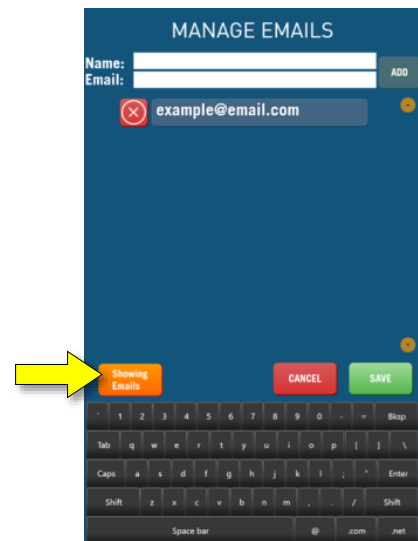 MANAGE EMAILS
Name:
Email:
ADD
example@email.com
Showing
Emails
CANCEL
SAVE
` 1 2 3 4 5 6 7 8 9 0 - = Bksp
Tab q w e r t y u i o p [ ] \
Caps a s d f g h j k l ; ' Enter
Shift z x c v b n m , . / Shift
Space bar @ .com .net